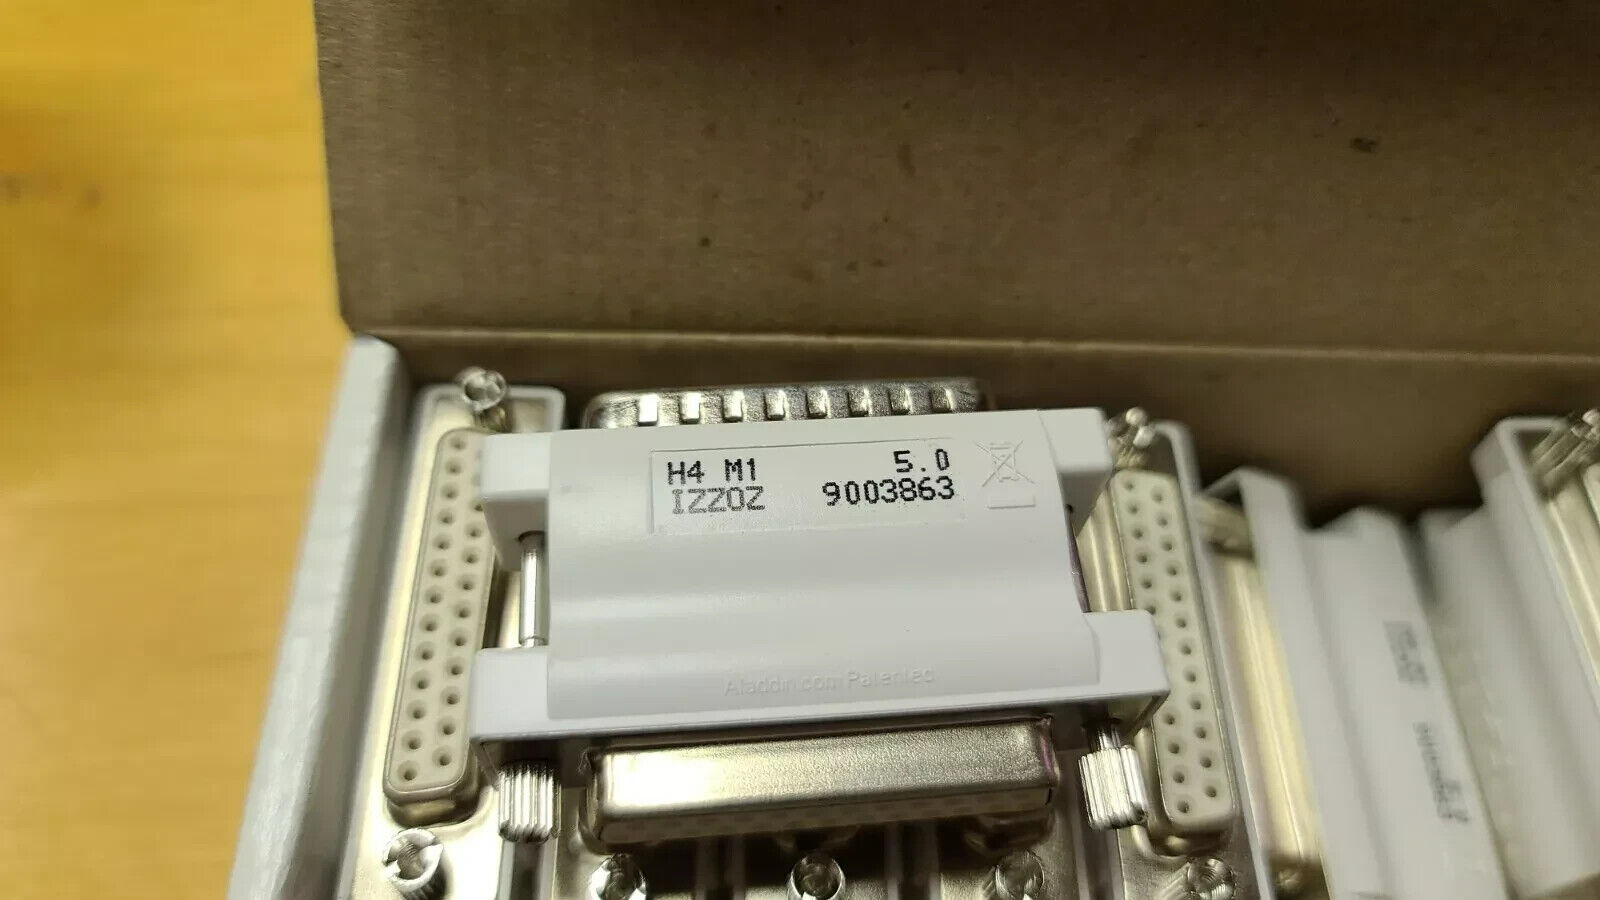 H4 M1 5.0
IZZOZ 9003863
Aladdin.com Patented